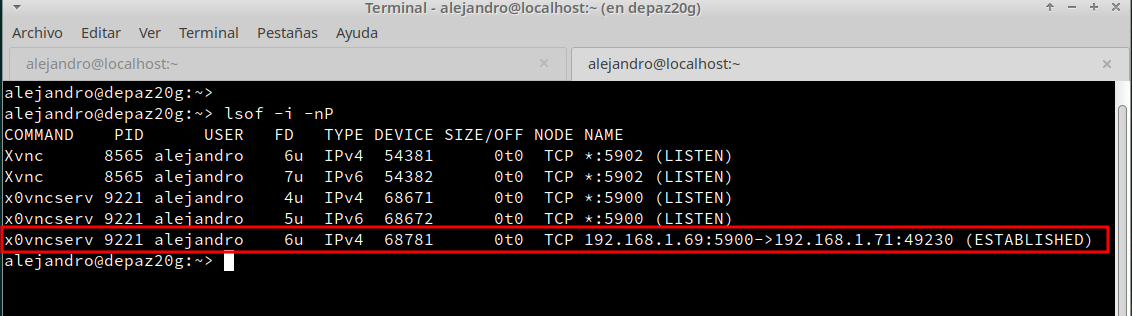 Terminal - alejandro@localhost:~ (en depaz20g)
Archivo Editar Ver Terminal Pestañas Ayuda
alejandro@localhost:~ × alejandro@localhost:~ ×
alejandro@depaz20g:~>
alejandro@depaz20g:~> lsof -i -nP
COMMAND PID USER FD TYPE DEVICE SIZE/OFF NODE NAME
Xvnc 8565 alejandro 6u IPv4 54381 0t0 TCP *:5902 (LISTEN)
Xvnc 8565 alejandro 7u IPv6 54382 0t0 TCP *:5902 (LISTEN)
x0vncserv 9221 alejandro 4u IPv4 68671 0t0 TCP *:5900 (LISTEN)
x0vncserv 9221 alejandro 5u IPv6 68672 0t0 TCP *:5900 (LISTEN)
x0vncserv 9221 alejandro 6u IPv4 68781 0t0 TCP 192.168.1.69:5900->192.168.1.71:49230 (ESTABLISHED)
alejandro@depaz20g:~>